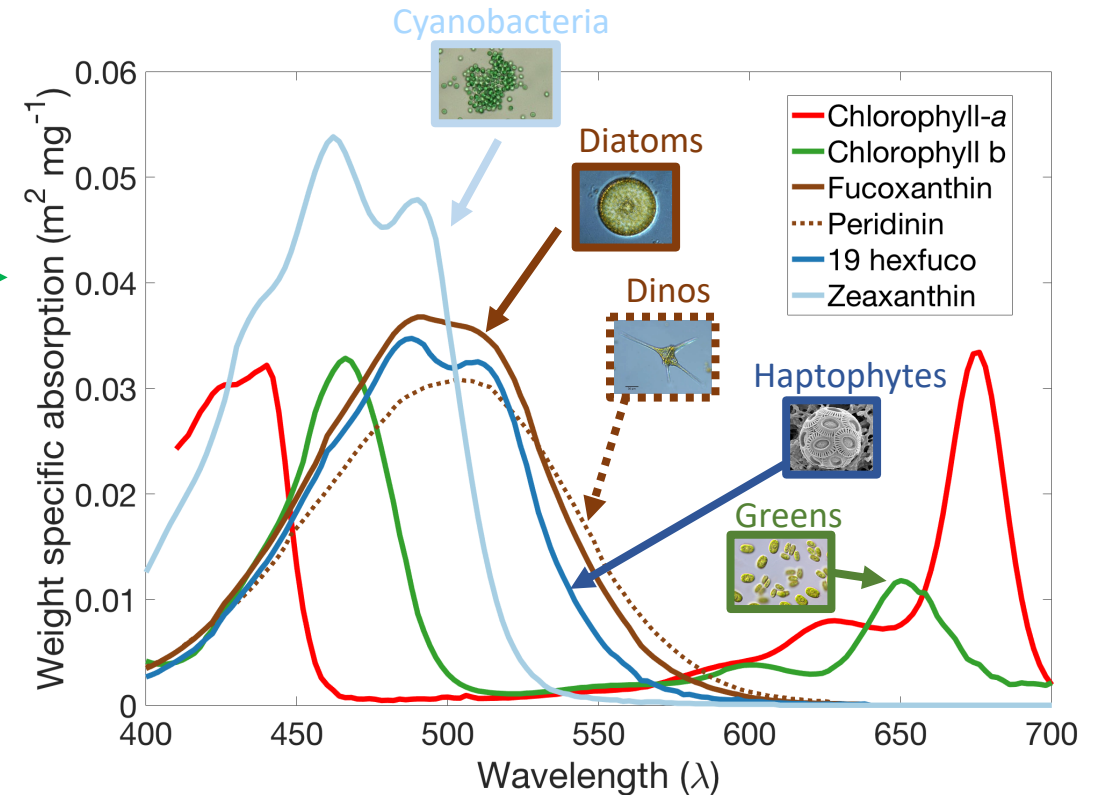 Cyanobacteria
Diatoms
Dinos
Haptophytes
Greens
Chlorophyll-a
Chlorophyll b
Fucoxanthin
Peridinin
19 hexfuco
Zeaxanthin
Weight specific absorption (m² mg⁻¹)
0.06
0.05
0.04
0.03
0.02
0.01
0
400 450 500 550 600 650 700
Wavelength (λ)